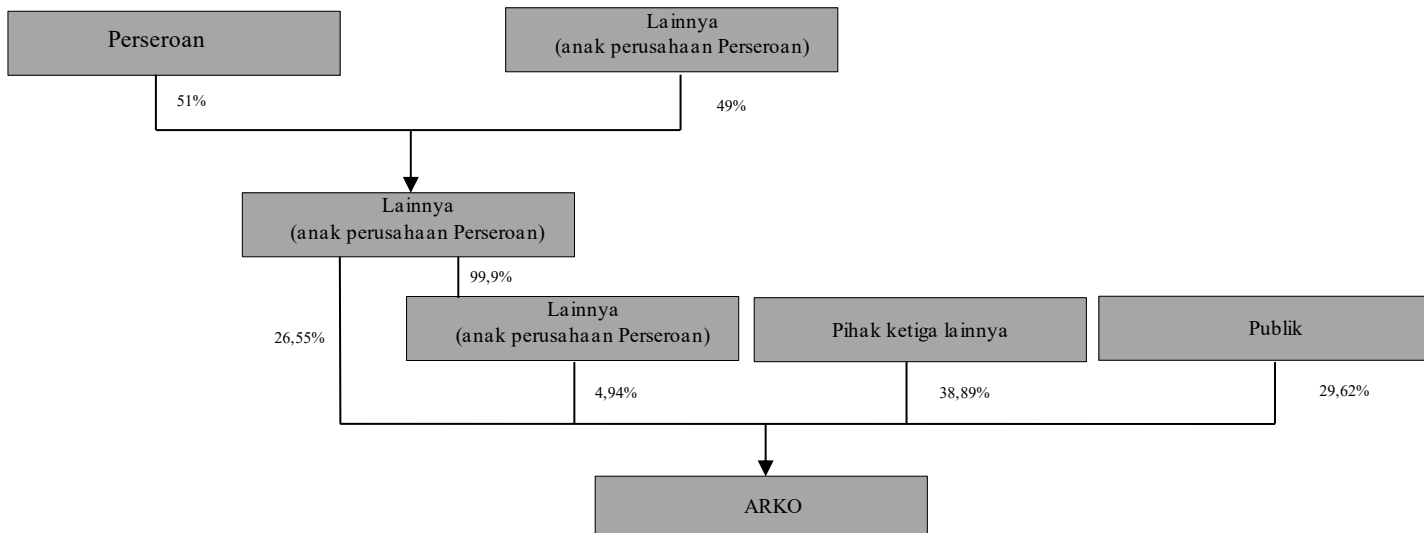 Perseroan
Lainnya
(anak perusahaan Perseroan)
51%
49%
Lainnya
(anak perusahaan Perseroan)
99,9%
26,55%
Lainnya
(anak perusahaan Perseroan)
Pihak ketiga lainnya
Publik
4,94%
38,89%
29,62%
ARKO